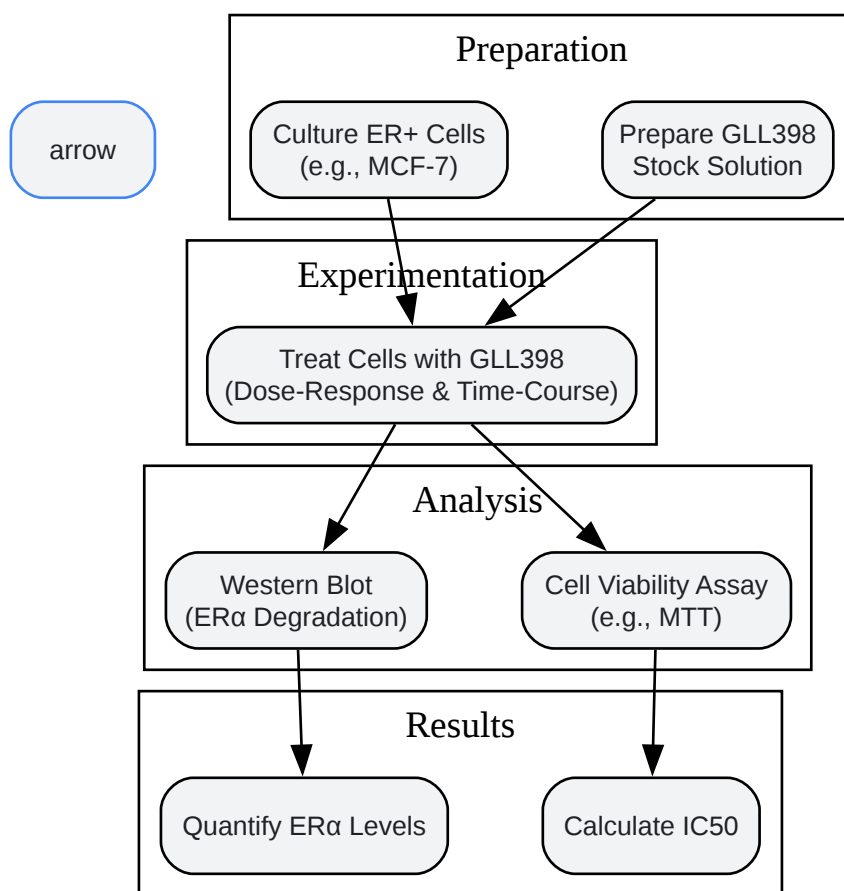 Preparation
arrow
Culture ER+ Cells
(e.g., MCF-7)
Prepare GLL398
Stock Solution
Experimentation
Treat Cells with GLL398
(Dose-Response & Time-Course)
Analysis
Western Blot
(ERα Degradation)
Cell Viability Assay
(e.g., MTT)
Results
Quantify ERα Levels
Calculate IC50